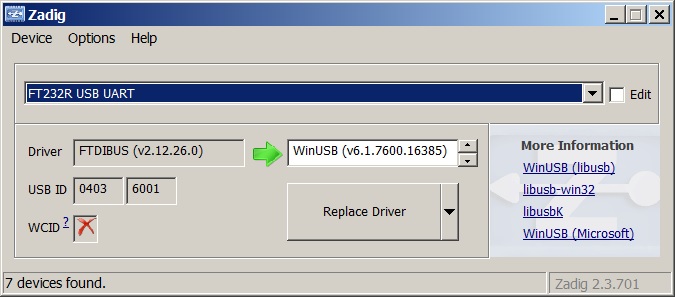 Zadig
Device Options Help
FT232R USB UART
Edit
Driver FTDIBUS (v2.12.26.0) WinUSB (v6.1.7600.16385)
USB ID 0403 6001
WCID ?
Replace Driver
More Information
WinUSB (libusb)
libusb-win32
libusbK
WinUSB (Microsoft)
7 devices found.
Zadig 2.3.701